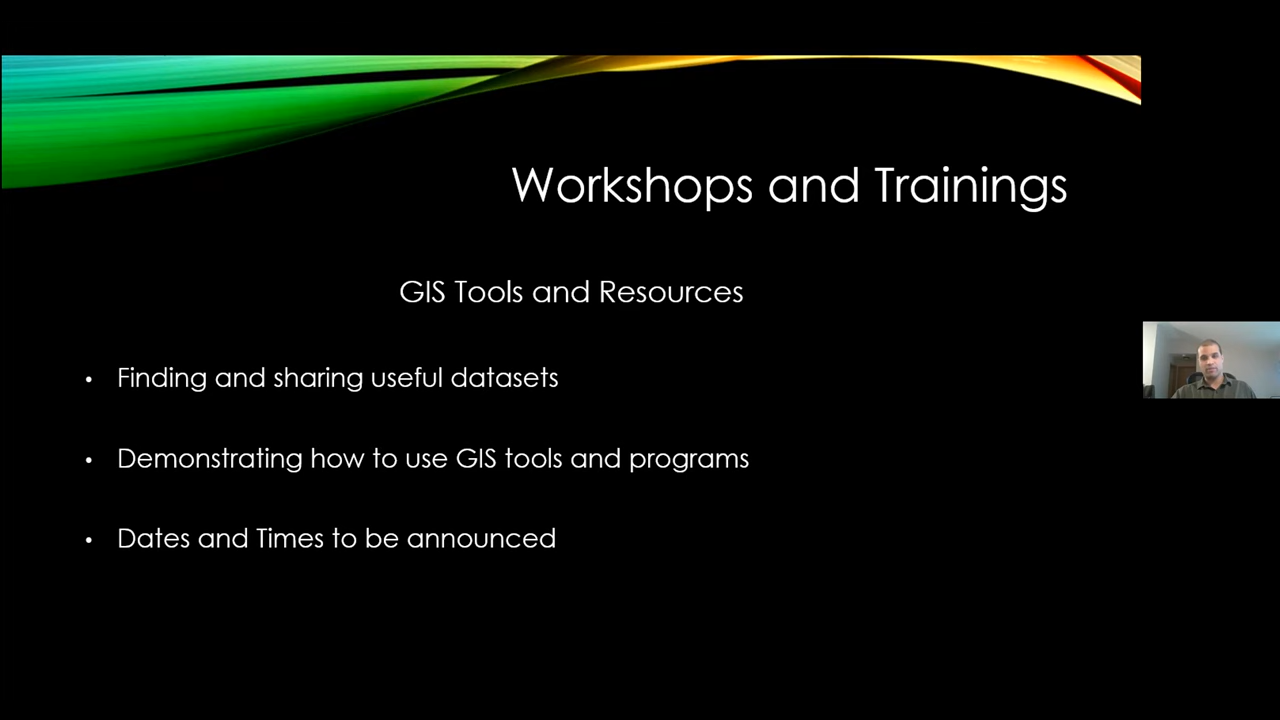 Workshops and Trainings
GIS Tools and Resources
• Finding and sharing useful datasets
• Demonstrating how to use GIS tools and programs
• Dates and Times to be announced